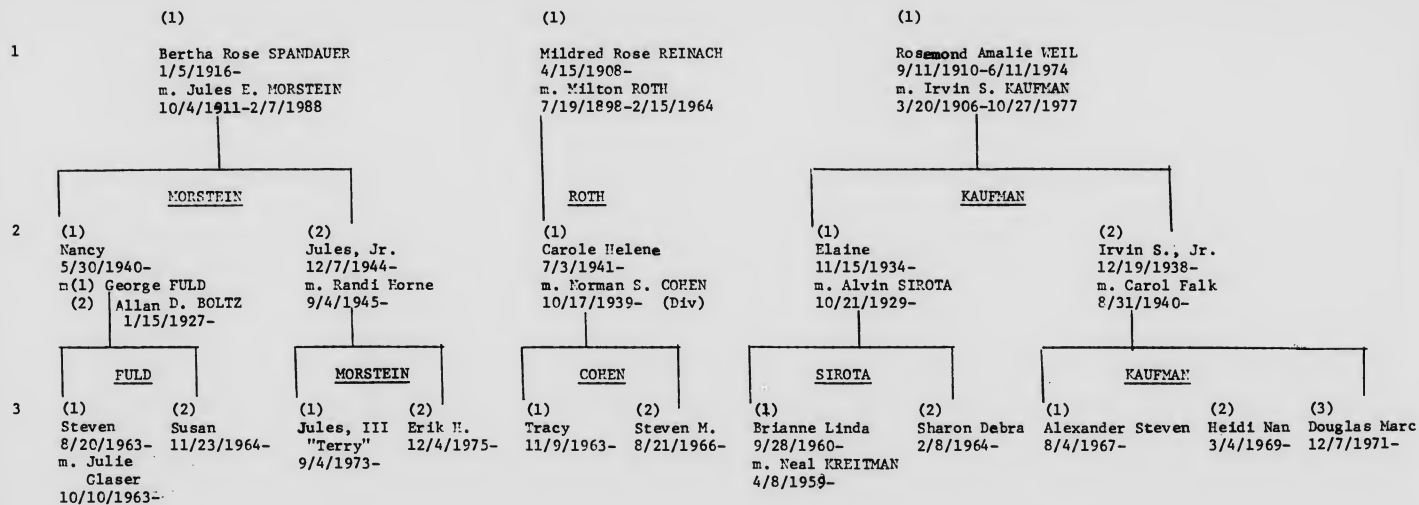 (1) (1) (1)
1 Bertha Rose SPANDAUER Mildred Rose REINACH Rosemond Amalie WEIL
1/5/1916- 4/15/1908- 9/11/1910-6/11/1974
m. Jules E. MORSTEIN m. Milton ROTH m. Irvin S. KAUFMAN
10/4/1911-2/7/1988 7/19/1898-2/15/1964 3/20/1906-10/27/1977
MORSTEIN ROTH KAUFMAN
2 (1) (2) (1) (1) (2)
Nancy Jules, Jr. Carole Helene Elaine Irvin S., Jr.
5/30/1940- 12/7/1944- 7/3/1941- 11/15/1934- 12/19/1938-
m(1) George FULD m. Randi Horne m. Norman S. COHEN m. Alvin SIROTA m. Carol Falk
(2) Allan D. BOLTZ 9/4/1945- 10/17/1939- (Div) 10/21/1929- 8/31/1940-
1/15/1927-
FULD MORSTEIN COHEN SIROTA KAUFMAN
3 (1) (2) (1) (2) (1) (2) (1) (2) (1) (2) (3)
Steven Susan Jules, III Erik H. Tracy Steven M. Brianne Linda Sharon Debra Alexander Steven Heidi Nan Douglas Marc
8/20/1963- 11/23/1964- "Terry" 12/4/1975- 11/9/1963- 8/21/1966- 9/28/1960- 2/8/1964- 8/4/1967- 3/4/1969- 12/7/1971-
m. Julie 9/4/1973- m. Neal KREITMAN
Claser 4/8/1959-
10/10/1963-